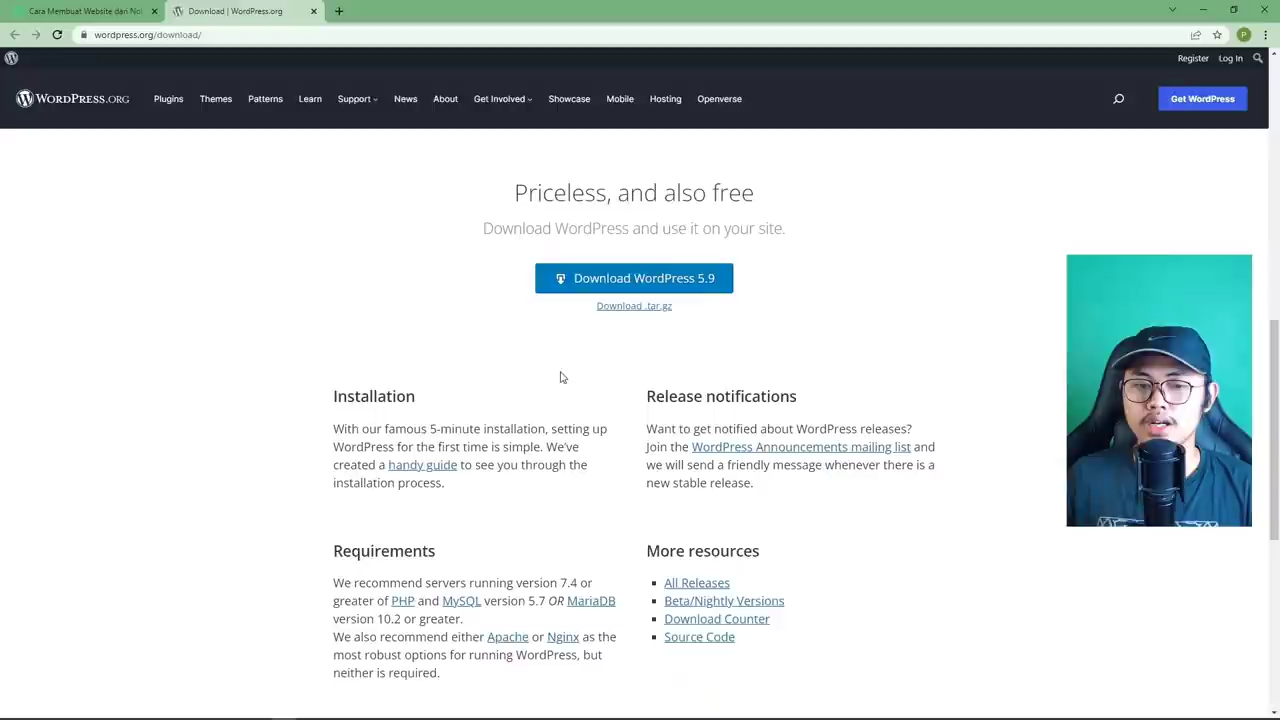 Cara Membuat Website dari No
Download | WordPress.org
wordpress.org/download/
P
Register
Log In
WORDPRESS.ORG
Plugins
Themes
Patterns
Learn
Support
News
About
Get Involved
Showcase
Mobile
Hosting
Openverse
Get WordPress
Priceless, and also free
Download WordPress and use it on your site.
Download WordPress 5.9
Download .tar.gz
Installation
With our famous 5-minute installation, setting up
WordPress for the first time is simple. We’ve
created a handy guide to see you through the
installation process.
Release notifications
Want to get notified about WordPress releases?
Join the WordPress Announcements mailing list and
we will send a friendly message whenever there is a
new stable release.
Requirements
We recommend servers running version 7.4 or
greater of PHP and MySQL version 5.7 OR MariaDB
version 10.2 or greater.
We also recommend either Apache or Nginx as the
most robust options for running WordPress, but
neither is required.
More resources
All Releases
Beta/Nightly Versions
Download Counter
Source Code